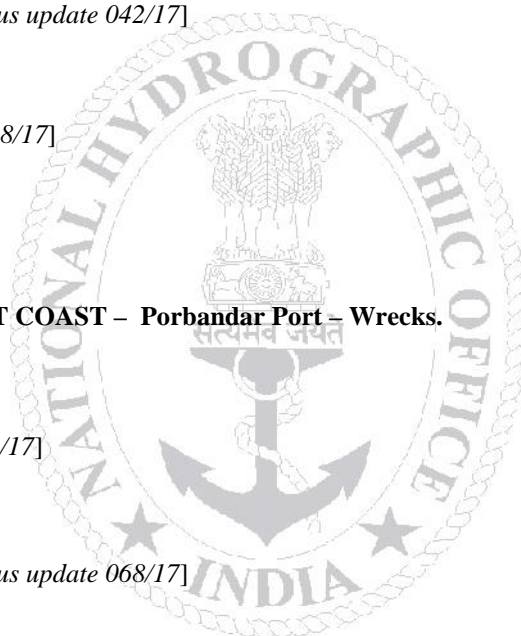 us update 042/17]
8/17]
T COAST – Porbandar Port – Wrecks.
/17]
us update 068/17]
NATIONAL HYDROGRAPHIC OFFICE
सत्यमेव जयते
INDIA